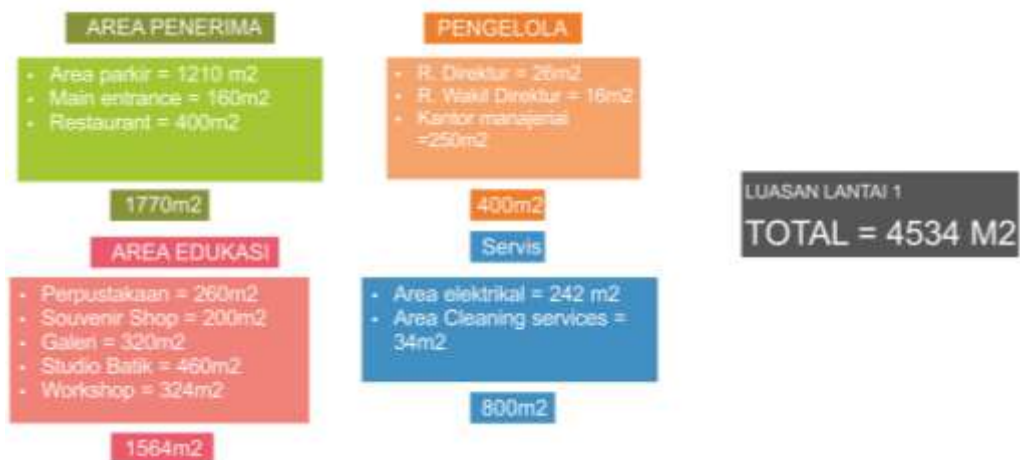 AREA PENERIMA
- Area parkir = 1210 m2
- Main entrance = 160m2
- Restaurant = 400m2
1770m2
PENGELOLA
- R. Direktur = 26m2
- R. Wakil Direktur = 16m2
- Kantor manajerial
=250m2
400m2
AREA EDUKASI
- Perpustakaan = 260m2
- Souvenir Shop = 200m2
- Galeri = 320m2
- Studio Batik = 460m2
- Workshop = 324m2
1564m2
Servis
- Area elektrikal = 242 m2
- Area Cleaning services =
34m2
800m2
LUASAN LANTAI 1
TOTAL = 4534 M2